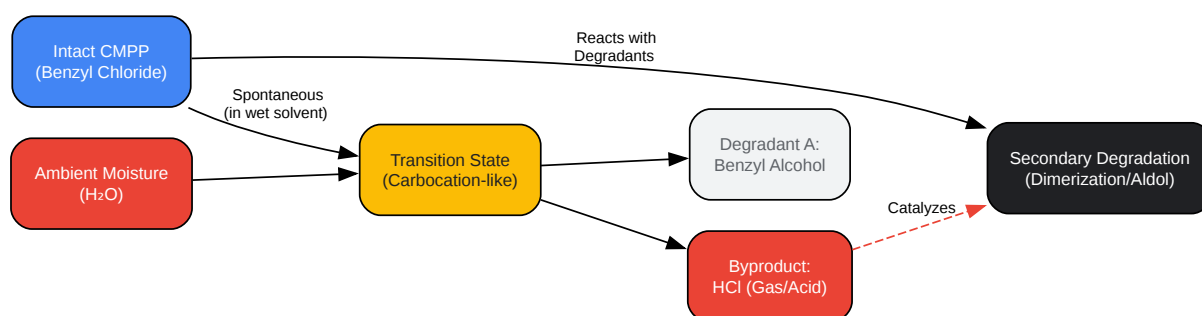 Intact CMPP
(Benzyl Chloride)
Reacts with
Degradants
Spontaneous
(in wet solvent)
Ambient Moisture
(H₂O)
Transition State
(Carbocation-like)
Degradant A:
Benzyl Alcohol
Secondary Degradation
(Dimerization/Aldol)
Catalyzes
Byproduct:
HCl (Gas/Acid)